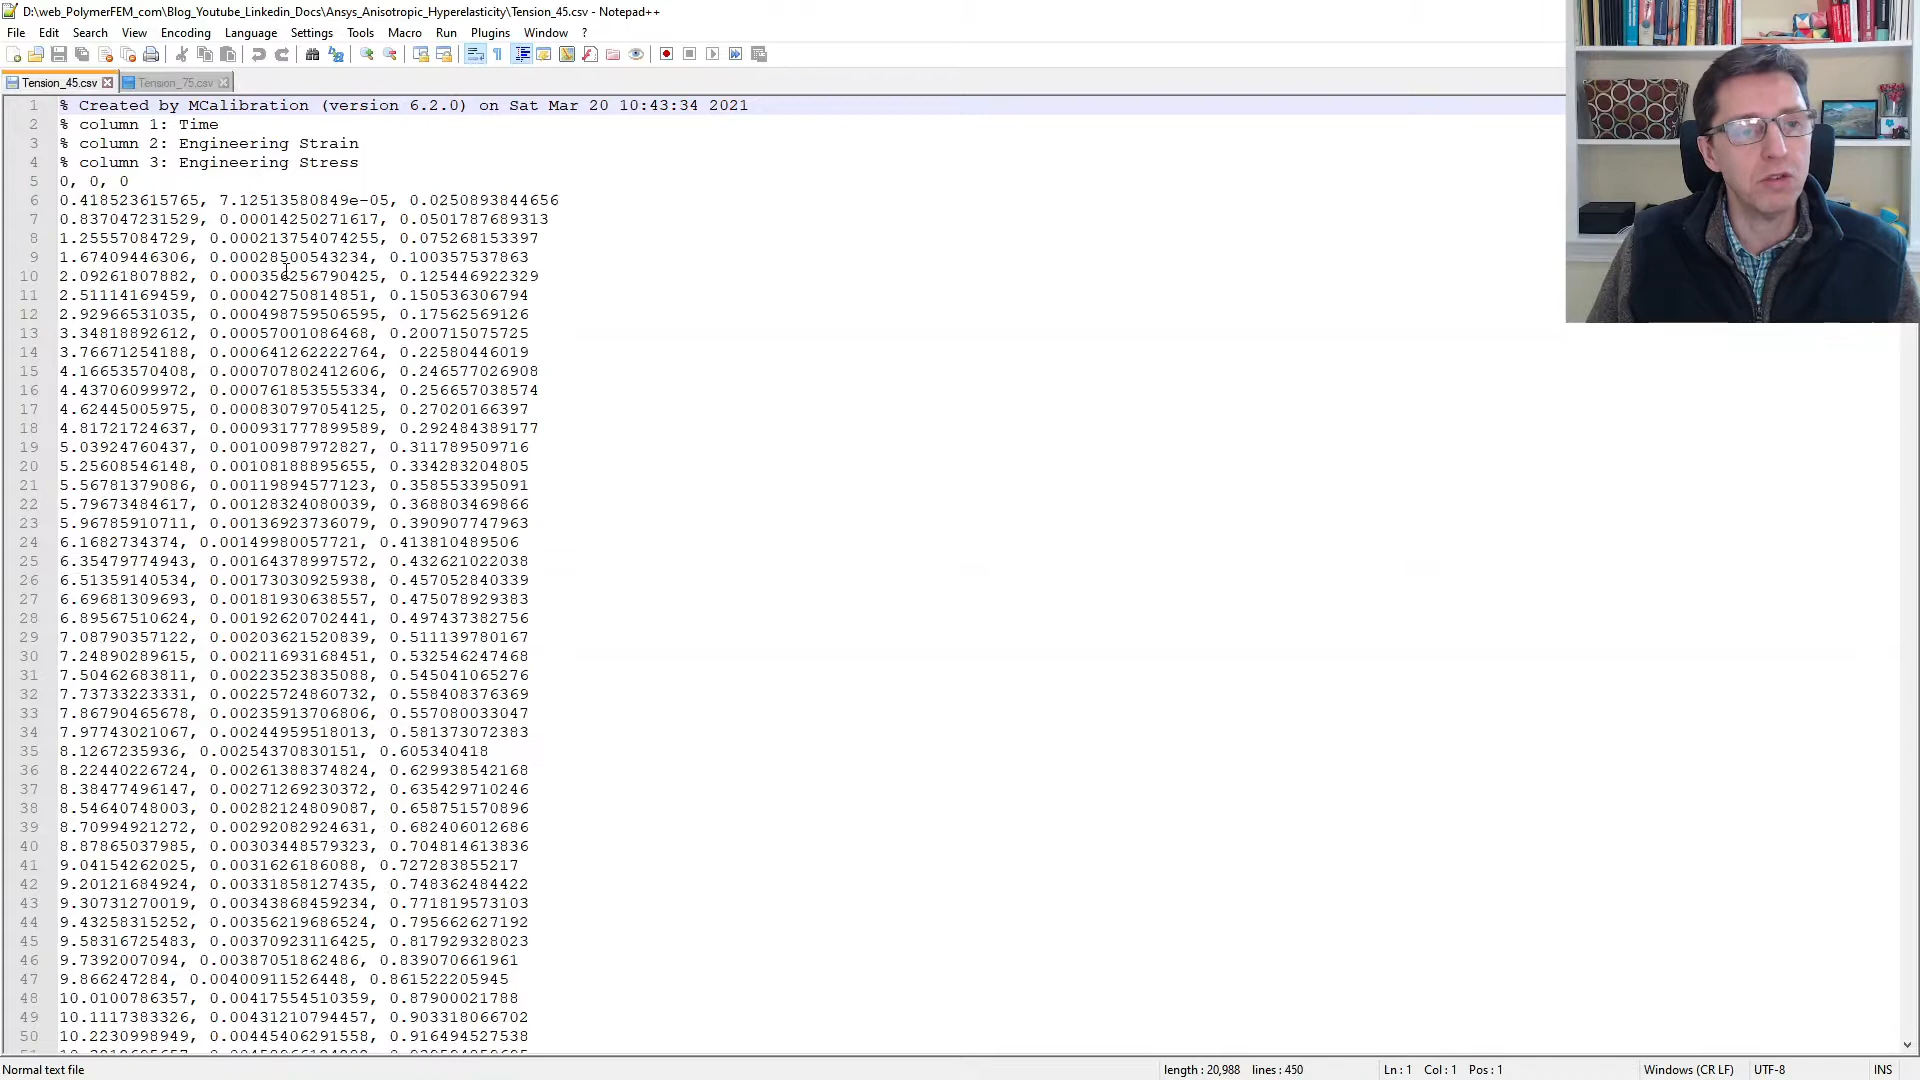 D:\web_PolymerFEM_com\Blog_Youtube_Linkedin_Docs\Ansys_Anisotropic_Hyperelasticity\Tension_45.csv - Notepad++
File Edit Search View Encoding Language Settings Tools Macro Run Plugins Window ?
Tension_45.csv Tension_75.csv
1 % Created by MCalibration (version 6.2.0) on Sat Mar 20 10:43:34 2021
2 % column 1: Time
3 % column 2: Engineering Strain
4 % column 3: Engineering Stress
5 0, 0, 0
6 0.418523615765, 7.12513580849e-05, 0.0250893844656
7 0.837047231529, 0.00014250271617, 0.0501787689313
8 1.25557084729, 0.000213754074255, 0.075268153397
9 1.67409446306, 0.00028500543234, 0.100357537863
10 2.09261807882, 0.000356256790425, 0.125446922329
11 2.51114169459, 0.00042750814851, 0.150536306794
12 2.92966531035, 0.000498759506595, 0.17562569126
13 3.34818892612, 0.00057001086468, 0.200715075725
14 3.76671254188, 0.000641262222764, 0.22580446019
15 4.16653570408, 0.000707802412606, 0.246577026908
16 4.43706099972, 0.000761853555334, 0.256657038574
17 4.62445005975, 0.000830797054125, 0.27020166397
18 4.81721724637, 0.000931777899589, 0.292484389177
19 5.03924760437, 0.00100987972827, 0.311789509716
20 5.25608546148, 0.00108188895655, 0.334283204805
21 5.56781379086, 0.00119894577123, 0.358553395091
22 5.79673484617, 0.00128324080039, 0.368803469866
23 5.96785910711, 0.00136923736079, 0.390907747963
24 6.1682734374, 0.00149980057721, 0.413810489506
25 6.35479774943, 0.00164378997572, 0.432621022038
26 6.51359140534, 0.00173030925938, 0.457052840339
27 6.69681309693, 0.00181930638557, 0.475078929383
28 6.89567510624, 0.00192620702441, 0.497437382756
29 7.08790357122, 0.00203621520839, 0.511139780167
30 7.24890289615, 0.00211693168451, 0.532546247468
31 7.50462683811, 0.00223523835088, 0.545041065276
32 7.73733223331, 0.00225724860732, 0.558408376369
33 7.86790465678, 0.00235913706806, 0.557080033047
34 7.97743021067, 0.00244959518013, 0.581373072383
35 8.1267235936, 0.00254370830151, 0.605340418
36 8.22440226724, 0.00261388374824, 0.629938542168
37 8.38477496147, 0.00271269230372, 0.635429710246
38 8.54640748003, 0.00282124809087, 0.658751570896
39 8.70994921272, 0.00292082924631, 0.682406012686
40 8.87865037985, 0.00303448579323, 0.704814613836
41 9.04154262025, 0.0031626186088, 0.727283855217
42 9.20121684924, 0.00331858127435, 0.748362484422
43 9.30731270019, 0.00343868459234, 0.771819573103
44 9.43258315252, 0.00356219686524, 0.795662627192
45 9.58316725483, 0.00370923116425, 0.817929328023
46 9.7392007094, 0.00387051862486, 0.839070661961
47 9.866247284, 0.00400911526448, 0.861522205945
48 10.0100786357, 0.00417554510359, 0.87900021788
49 10.1117383326, 0.00431210794457, 0.903318066702
50 10.2230998949, 0.00445406291558, 0.916494527538
Normal text file length : 20,988 lines : 450 Ln : 1 Col : 1 Pos : 1 Windows (CR LF) UTF-8 INS